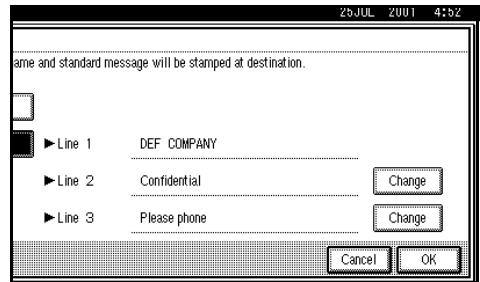 25JUL 2001 4:52
ame and standard message will be stamped at destination.
►Line 1 DEF COMPANY
►Line 2 Confidential Change
►Line 3 Please phone Change
Cancel OK